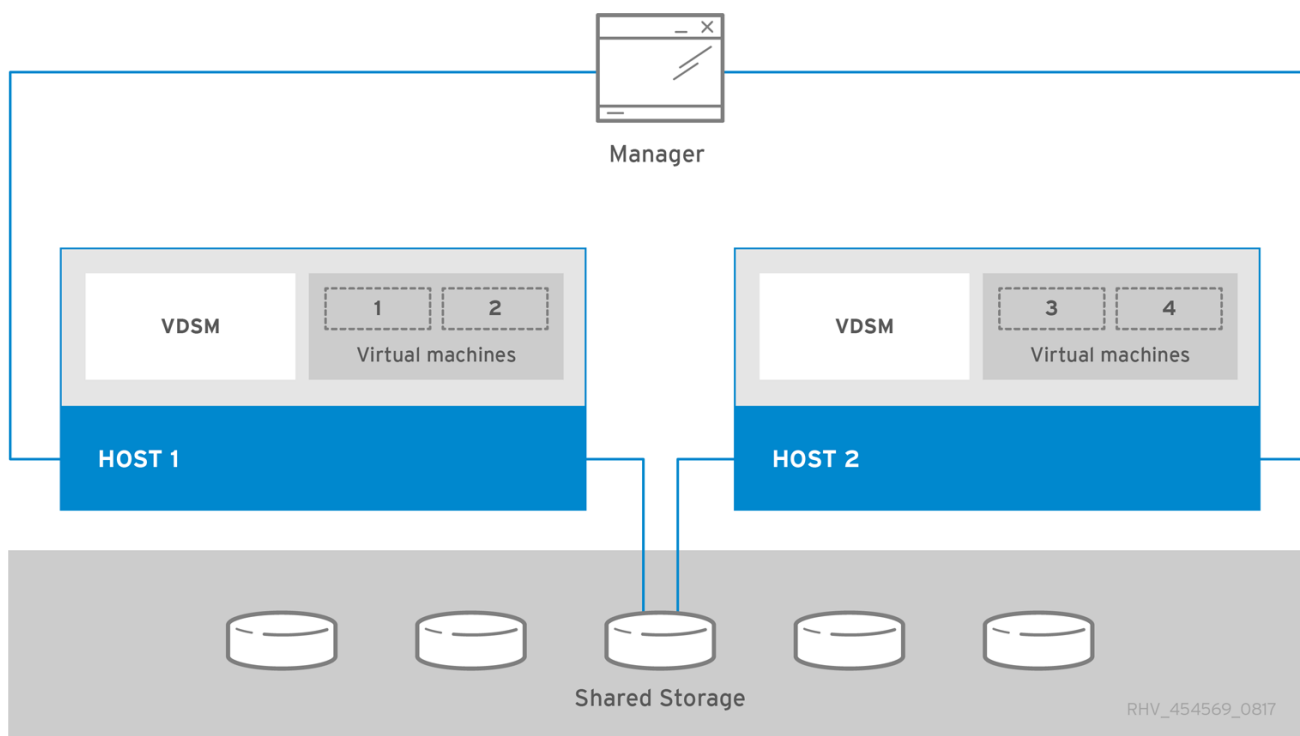 Manager
VDSM
1
2
Virtual machines
HOST 1
VDSM
3
4
Virtual machines
HOST 2
Shared Storage
RHV_454569_0817